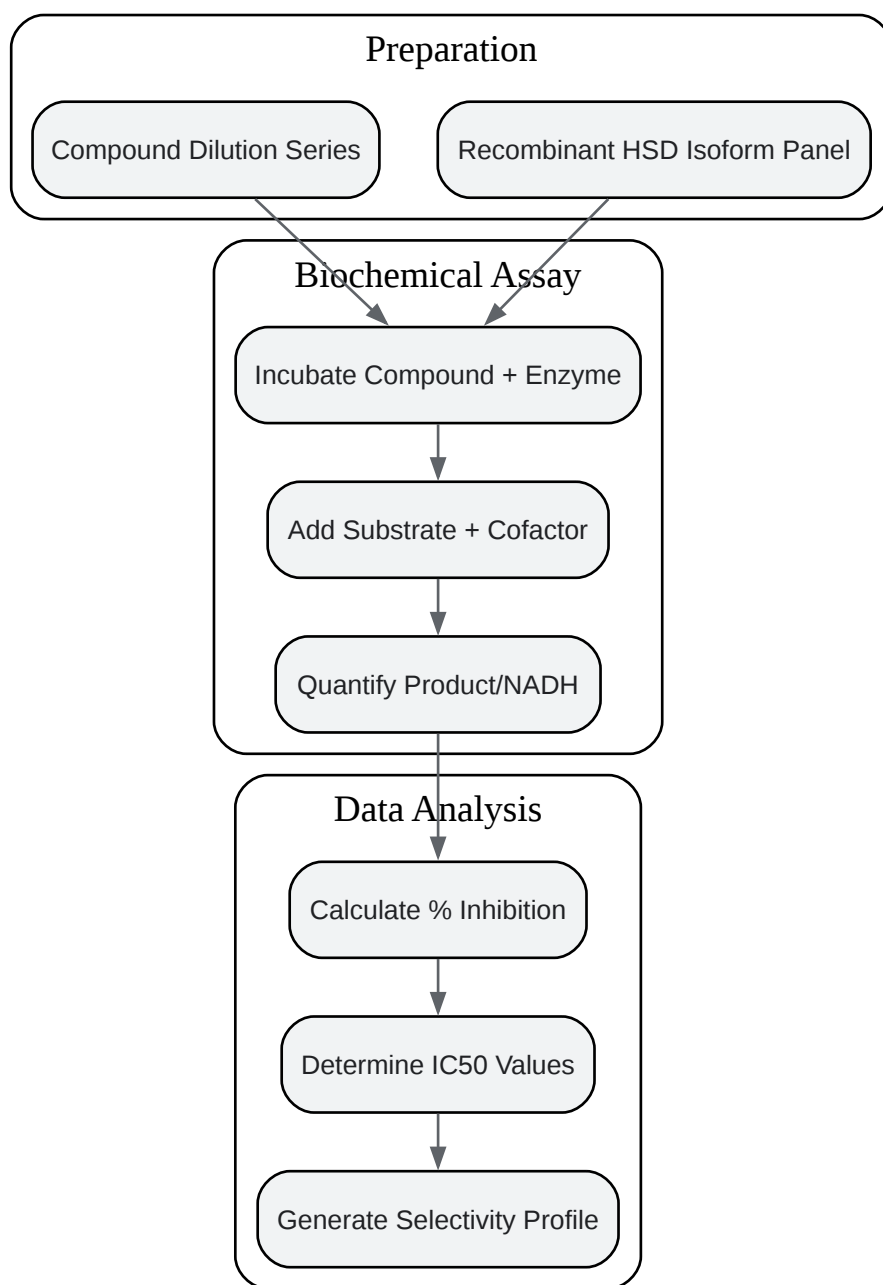 Preparation
Compound Dilution Series
Recombinant HSD Isoform Panel
Biochemical Assay
Incubate Compound + Enzyme
Add Substrate + Cofactor
Quantify Product/NADH
Data Analysis
Calculate % Inhibition
Determine IC50 Values
Generate Selectivity Profile